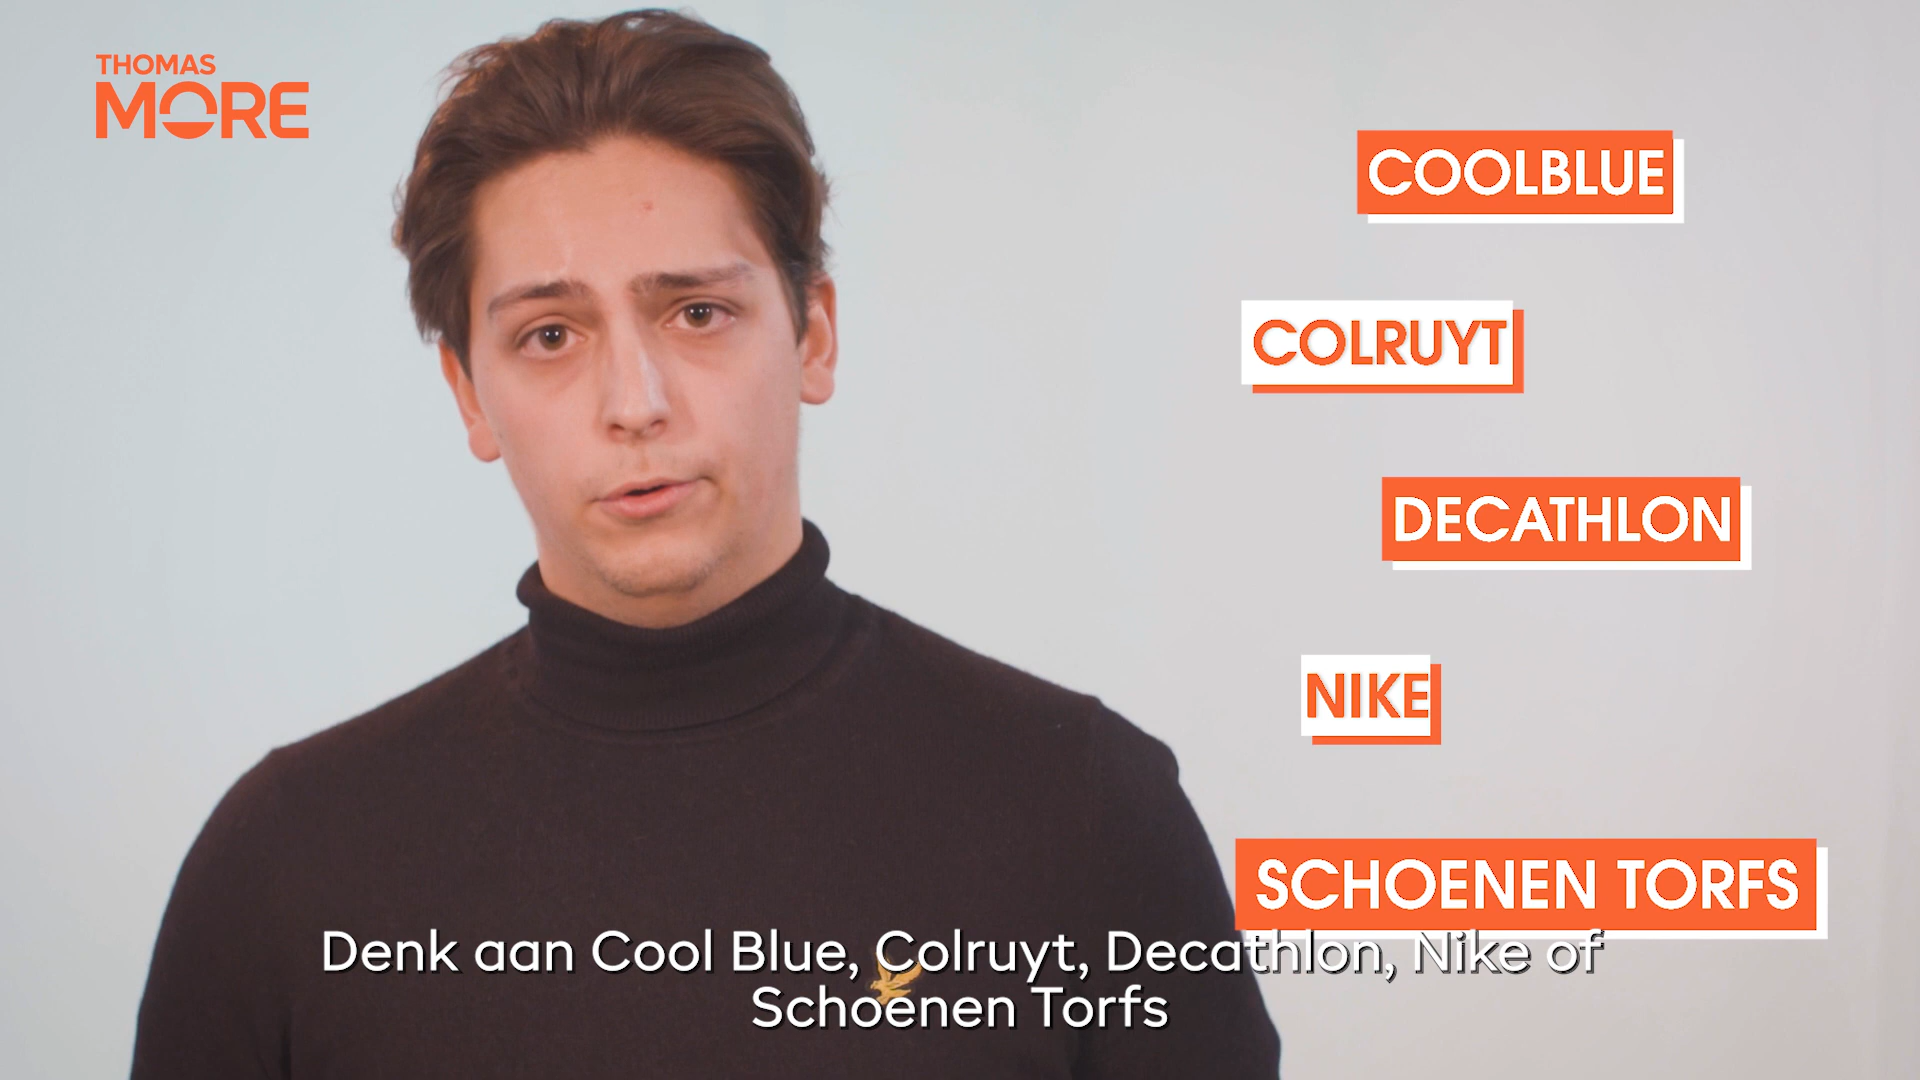 THOMAS
MORE
COOLBLUE
COLRUYT
DECATHLON
NIKE
SCHOENEN TORFS
Denk aan Cool Blue, Colruyt, Decathlon, Nike of
Schoenen Torfs